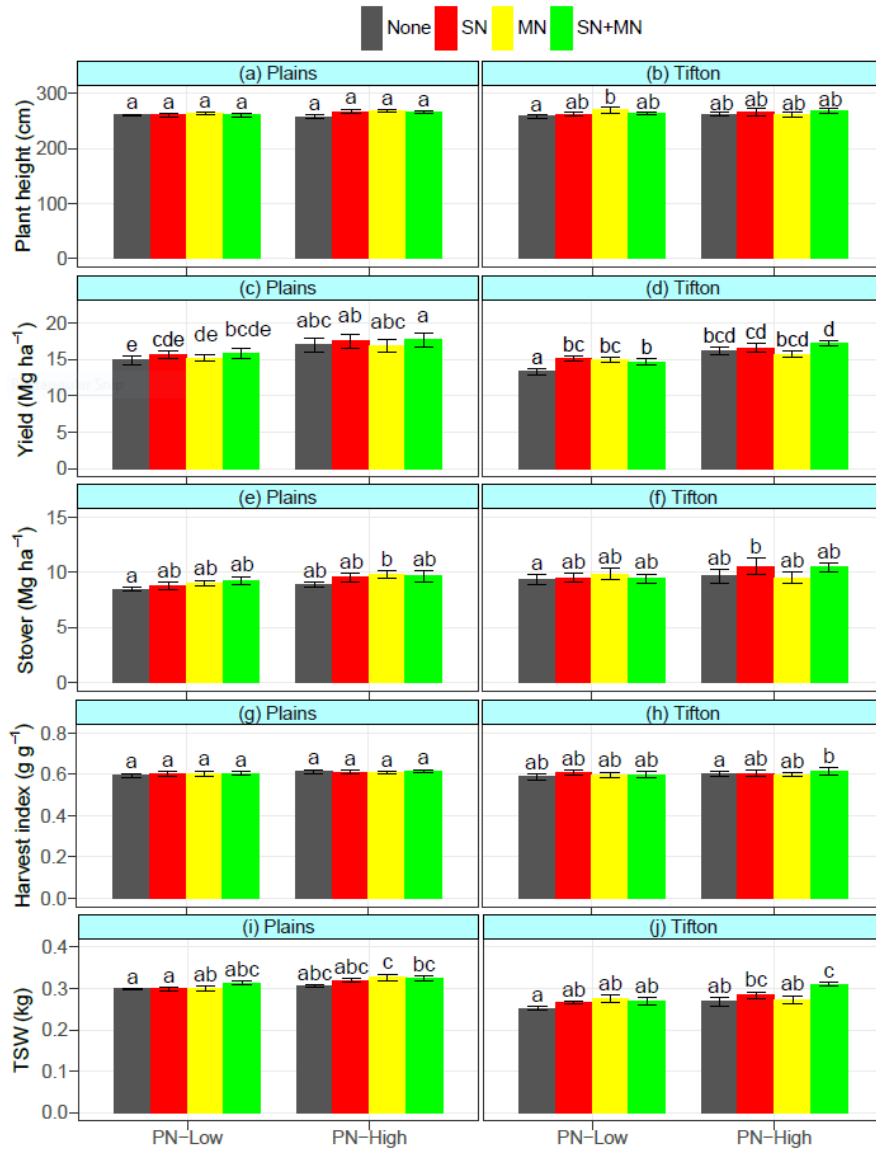 None SN MN SN+MN
(a) Plains (b) Tifton
Plant height (cm)
300
200
100
0
a a a a a a a a
a ab b ab ab ab ab ab
(c) Plains (d) Tifton
Yield (Mg ha⁻¹)
20
15
10
5
0
e cde de bcde abc ab abc a
a bc bc b bcd cd bcd d
(e) Plains (f) Tifton
Stover (Mg ha⁻¹)
15
10
5
0
a ab ab ab ab ab b ab
a ab ab ab ab b ab ab
(g) Plains (h) Tifton
Harvest index (g g⁻¹)
0.8
0.6
0.4
0.2
0.0
a a a a a a a a
ab ab ab ab a ab ab b
(i) Plains (j) Tifton
TSW (kg)
0.4
0.3
0.2
0.1
0.0
a a ab abc abc abc c bc
a ab ab ab ab bc ab c
PN−Low PN−High PN−Low PN−High